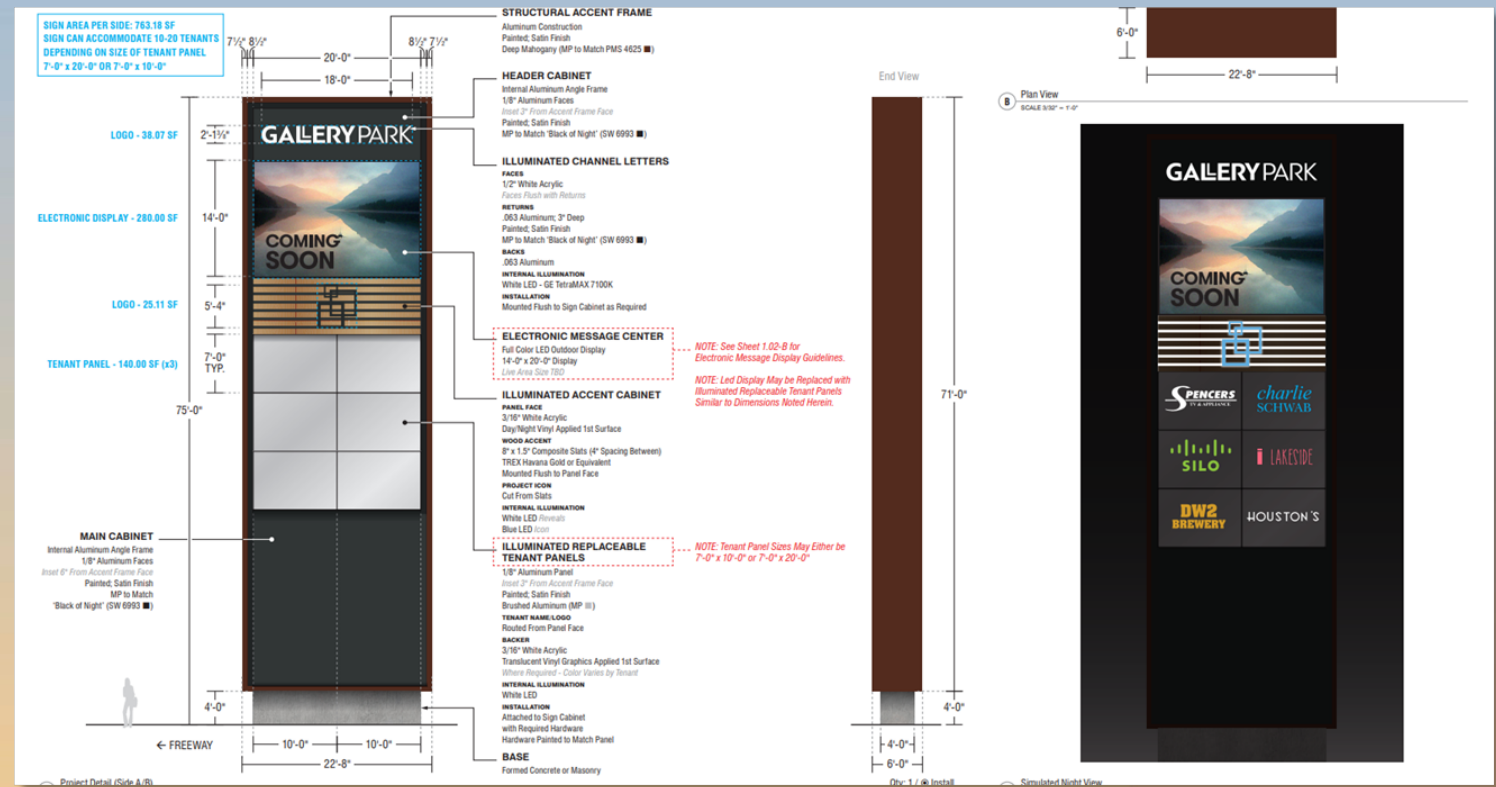 SIGN AREA PER SIDE: 763.18 SF
SIGN CAN ACCOMMODATE 10-20 TENANTS
DEPENDING ON SIZE OF TENANT PANEL
7'-0" x 20'-0" OR 7'-0" x 10'-0"
7½" 8½"
8½" 7½"
20'-0"
18'-0"
LOGO - 38.07 SF
ELECTRONIC DISPLAY - 280.00 SF
14'-0"
LOGO - 25.11 SF
5'-4"
TENANT PANEL - 140.00 SF (x3)
7'-0"
TYP.
75'-0"
GALLERY PARK
COMING
SOON
MAIN CABINET
Internal Aluminum Angle Frame
1/8" Aluminum Faces
Inset 6" From Accent Frame Face
Painted; Satin Finish
MP to Match
'Black of Night' (SW 6993 ■)
4'-0"
← FREEWAY
10'-0"
10'-0"
22'-8"
Project Detail (Side A/B)
STRUCTURAL ACCENT FRAME
Aluminum Construction
Painted; Satin Finish
Deep Mahogany (MP to Match PMS 4625 ■)
HEADER CABINET
Internal Aluminum Angle Frame
1/8" Aluminum Faces
Inset 3" From Accent Frame Face
Painted; Satin Finish
MP to Match 'Black of Night' (SW 6993 ■)
ILLUMINATED CHANNEL LETTERS
FACES
1/2" White Acrylic
Faces Flush with Returns
RETURNS
.063 Aluminum; 3" Deep
Painted; Satin Finish
MP to Match 'Black of Night' (SW 6993 ■)
BACKS
.063 Aluminum
INTERNAL ILLUMINATION
White LED - GE TetraMAX 7100K
INSTALLATION
Mounted Flush to Sign Cabinet as Required
ELECTRONIC MESSAGE CENTER
Full Color LED Outdoor Display
14'-0" x 20'-0" Display
Live Area Size TBD
NOTE: See Sheet 1.02-B for
Electronic Message Display Guidelines.
NOTE: Led Display May be Replaced with
Illuminated Replaceable Tenant Panels
Similar to Dimensions Noted Herein.
ILLUMINATED ACCENT CABINET
PANEL FACE
3/16" White Acrylic
Day/Night Vinyl Applied 1st Surface
WOOD ACCENT
8" x 1.5" Composite Slats (4" Spacing Between)
TREX Havana Gold or Equivalent
Mounted Flush to Panel Face
PROJECT ICON
Cut From Slats
INTERNAL ILLUMINATION
White LED Reveals
Blue LED Icon
ILLUMINATED REPLACEABLE
TENANT PANELS
NOTE: Tenant Panel Sizes May Either be
7'-0" x 10'-0" or 7'-0" x 20'-0"
1/8" Aluminum Panel
Inset 3" From Accent Frame Face
Painted; Satin Finish
Brushed Aluminum (MP ■)
TENANT NAME/LOGO
Routed From Panel Face
BACKER
3/16" White Acrylic
Translucent Vinyl Graphics Applied 1st Surface
Where Required - Color Varies by Tenant
INTERNAL ILLUMINATION
White LED
INSTALLATION
Attached to Sign Cabinet
with Required Hardware
Hardware Painted to Match Panel
BASE
Formed Concrete or Masonry
End View
71'-0"
4'-0"
4'-0"
6'-0"
Install
6'-0"
22'-8"
B Plan View
SCALE 3/32" = 1'-0"
GALLERY PARK
COMING
SOON
SPENCERS
TV & APPLIANCE
charlie
SCHWAB
SILO
LAKESIDE
DW2
BREWERY
HOUSTON'S
Simulated Night View